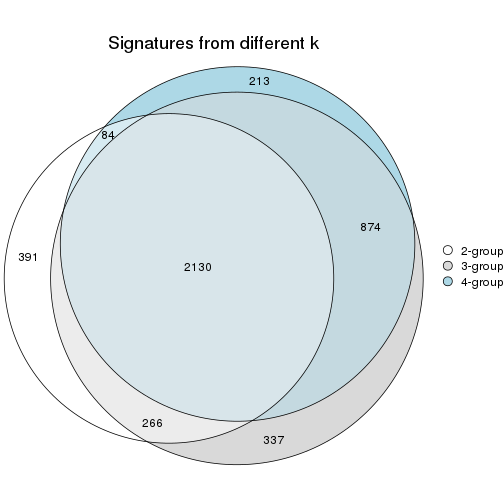 Signatures from different k
213
84
874
391
2130
266
337
2-group
3-group
4-group